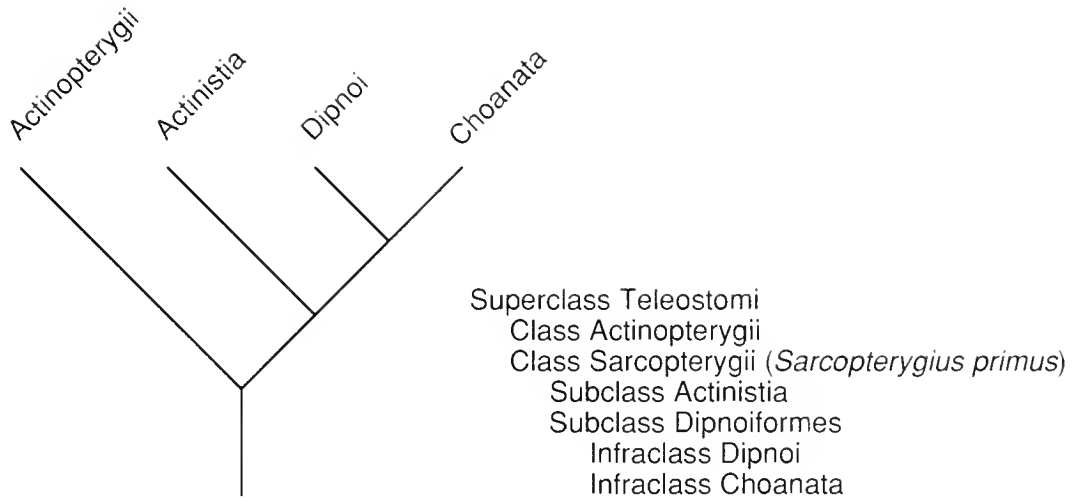 Actinopterygii
Actinistia
Dipnoi
Choanata
Superclass Teleostomi
Class Actinopterygii
Class Sarcopterygii (Sarcopterygius primus)
Subclass Actinistia
Subclass Dipnoiformes
Infraclass Dipnoi
Infraclass Choanata